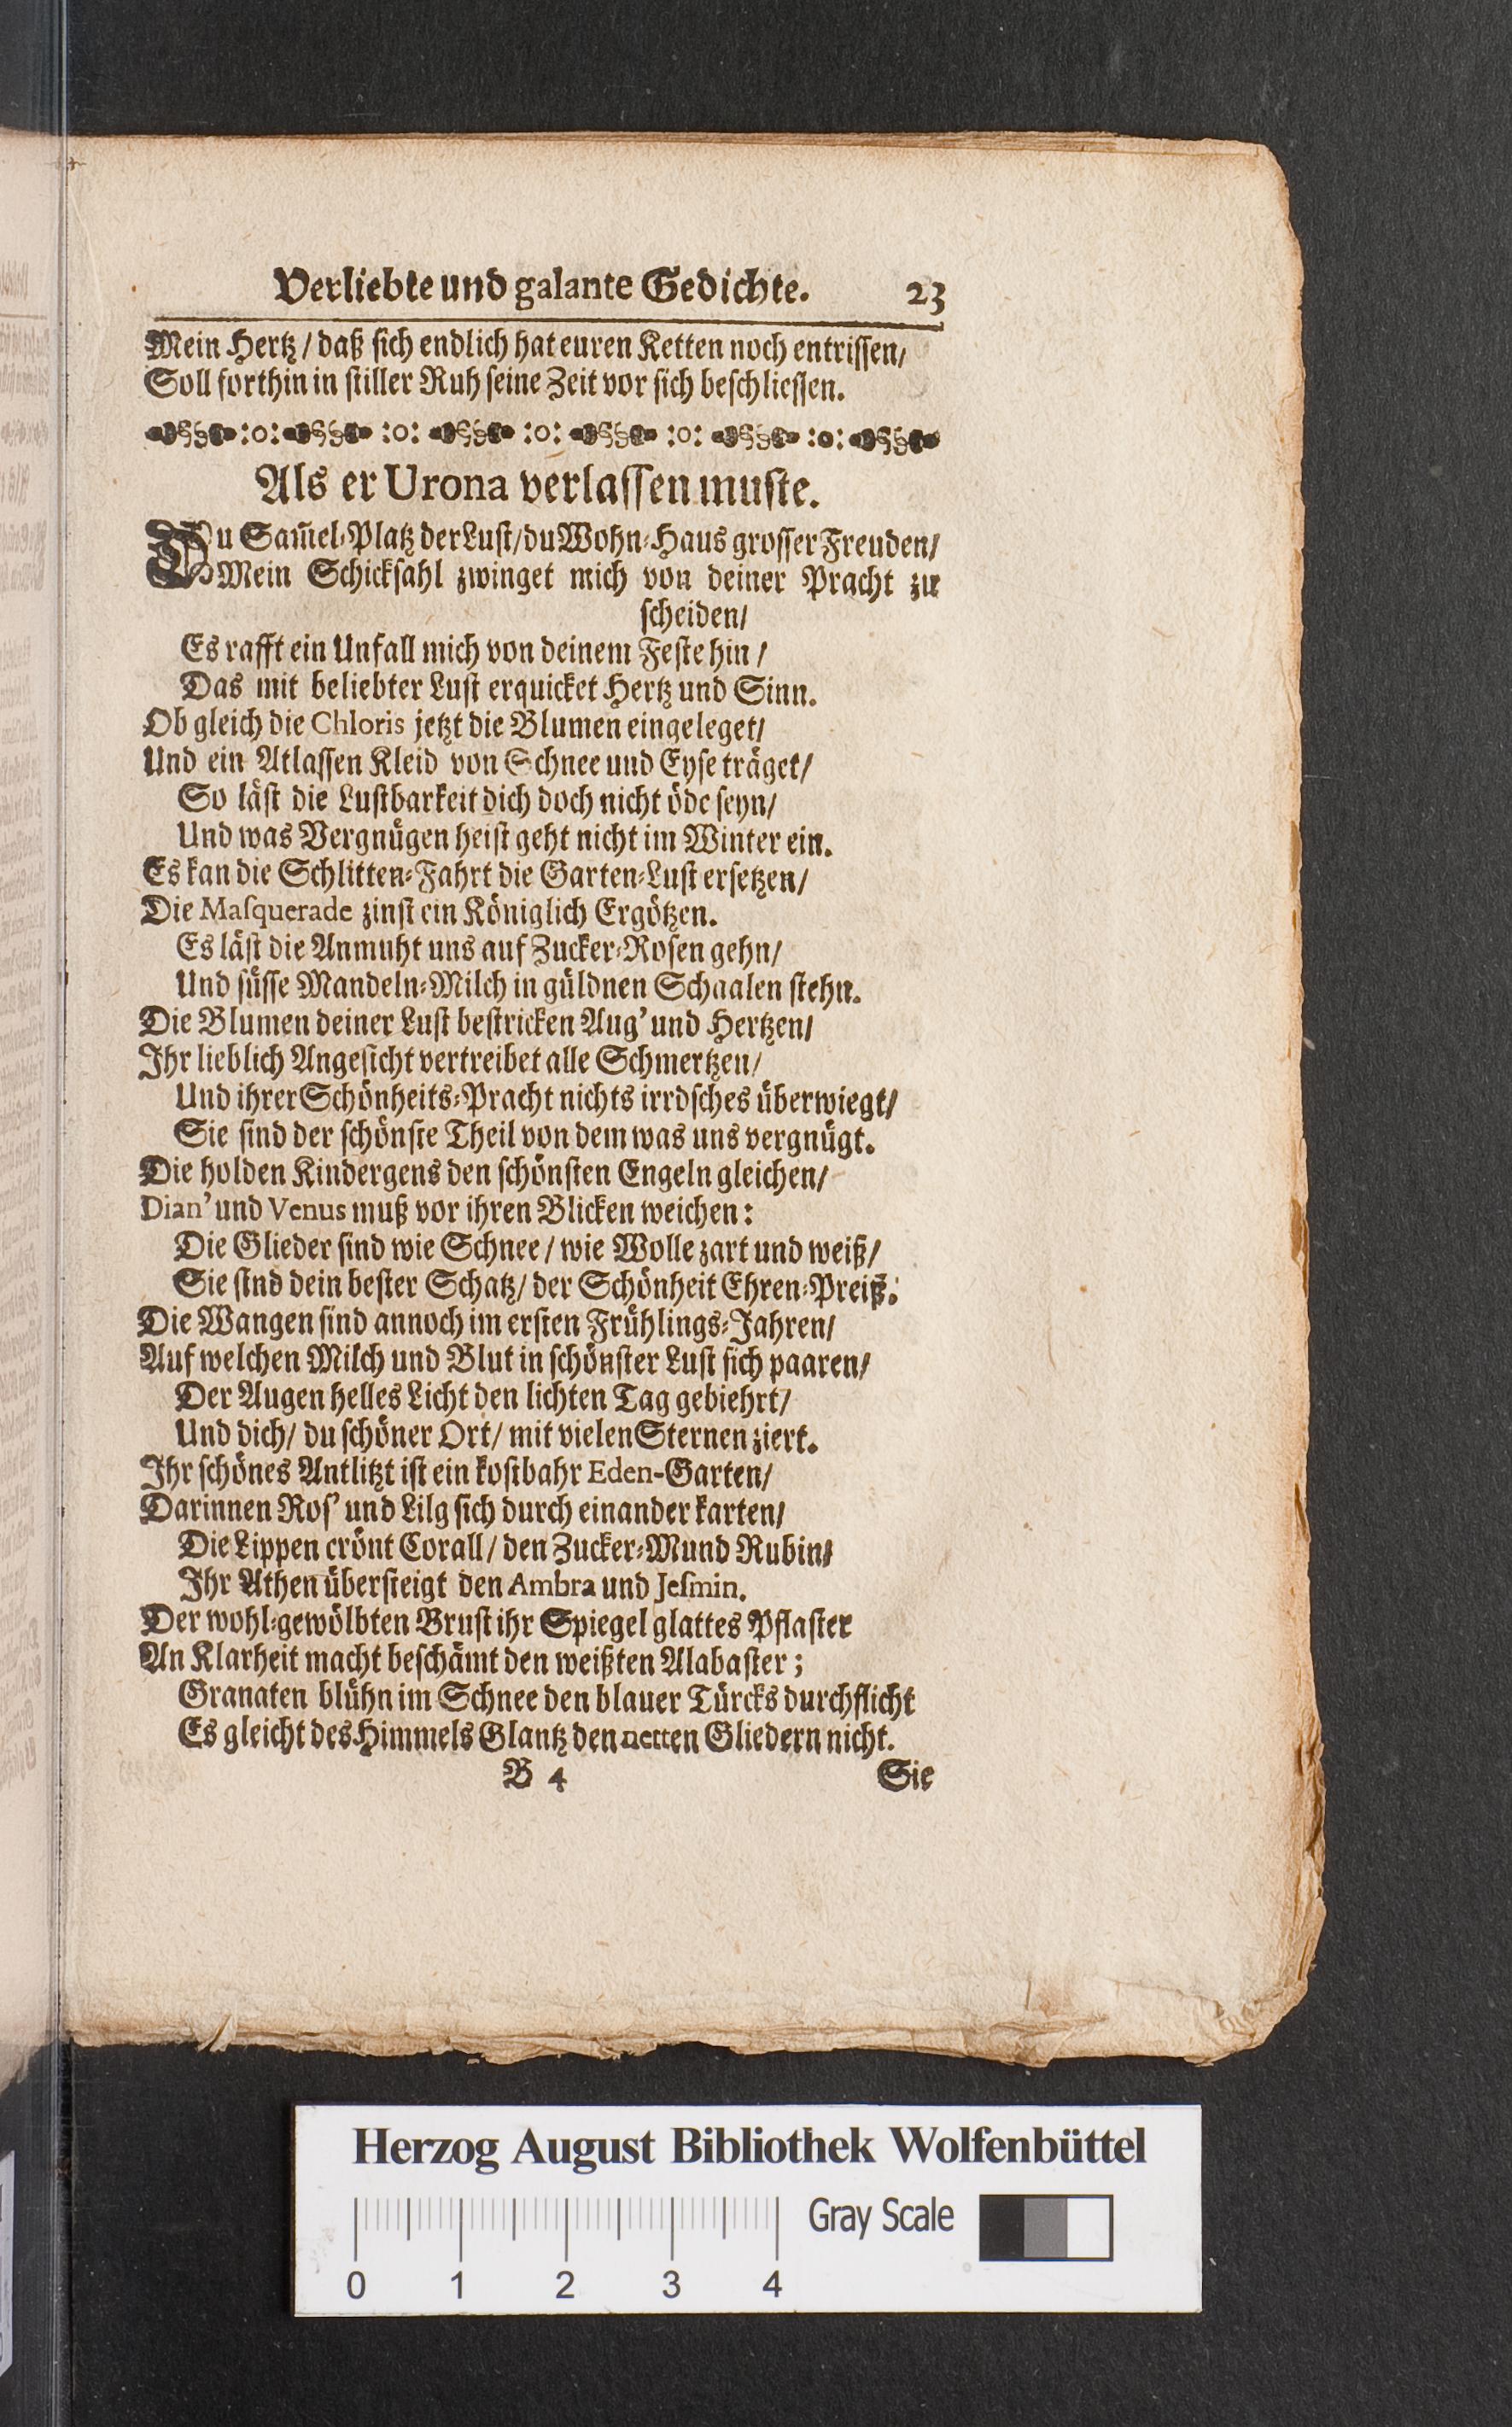 Verliebte und galante Gedichte. 23
Mein Hertz / daß ſich endlich hat euren Ketten noch entriſſen/
Soll forthin in ſtiller Ruh ſeine Zeit vor ſich beſchlieſſen.
Als er Urona verlaſſen muſte.
Du Sam̃el-Platz der Luſt/ du Wohn-Haus groſſer Freuden/
Mein Schickſahl zwinget mich von deiner Pracht zu
ſcheiden/
Es rafft ein Unfall mich von deinem Feſte hin /
Das mit beliebter Luſt erquicket Hertz und Sinn.
Ob gleich die Chloris jetzt die Blumen eingeleget/
Und ein Atlaſſen Kleid von Schnee und Eyſe träget/
So läſt die Luſtbarkeit dich doch nicht öde ſeyn/
Und was Vergnügen heiſt geht nicht im Winter ein.
Es kan die Schlitten-Fahrt die Garten-Luſt erſetzen/
Die Maſquerade zinſt ein Königlich Ergötzen.
Es läſt die Anmuht uns auf Zucker-Roſen gehn/
Und ſüſſe Mandeln-Milch in güldnen Schaalen ſtehn.
Die Blumen deiner Luſt beſtricken Aug’ und Hertzen/
Ihr lieblich Angeſicht vertreibet alle Schmertzen/
Und ihrer Schönheits-Pracht nichts irrdſches überwiegt/
Sie ſind der ſchönſte Theil von dem was uns vergnügt.
Die holden Kindergens den ſchönſten Engeln gleichen/
Dian’ und Venus muß vor ihren Blicken weichen:
Die Glieder ſind wie Schnee / wie Wolle zart und weiß/
Sie ſind dein beſter Schatz/ der Schönheit Ehren-Preiß.
Die Wangen ſind annoch im erſten Frühlings-Jahren/
Auf welchen Milch und Blut in ſchönſter Luſt ſich paaren/
Der Augen helles Licht den lichten Tag gebiehrt/
Und dich/ du ſchöner Ort/ mit vielen Sternen ziert.
Ihr ſchönes Antlitzt iſt ein koſtbahr Eden-Garten/
Darinnen Roſ’ und Lilg ſich durch einander karten/
Die Lippen crönt Corall/ den Zucker-Mund Rubin/
Ihr Athen überſteigt den Ambra und Jeſmin.
Der wohl-gewölbten Bruſt ihr Spiegel glattes Pflaſter
An Klarheit macht beſchämt den weißten Alabaſter;
Granaten blühn im Schnee den blauer Türcks durchflicht
Es gleicht des Himmels Glantz den netten Gliedern nicht.
B 4 Sie
Herzog August Bibliothek Wolfenbüttel
Gray Scale
0 1 2 3 4